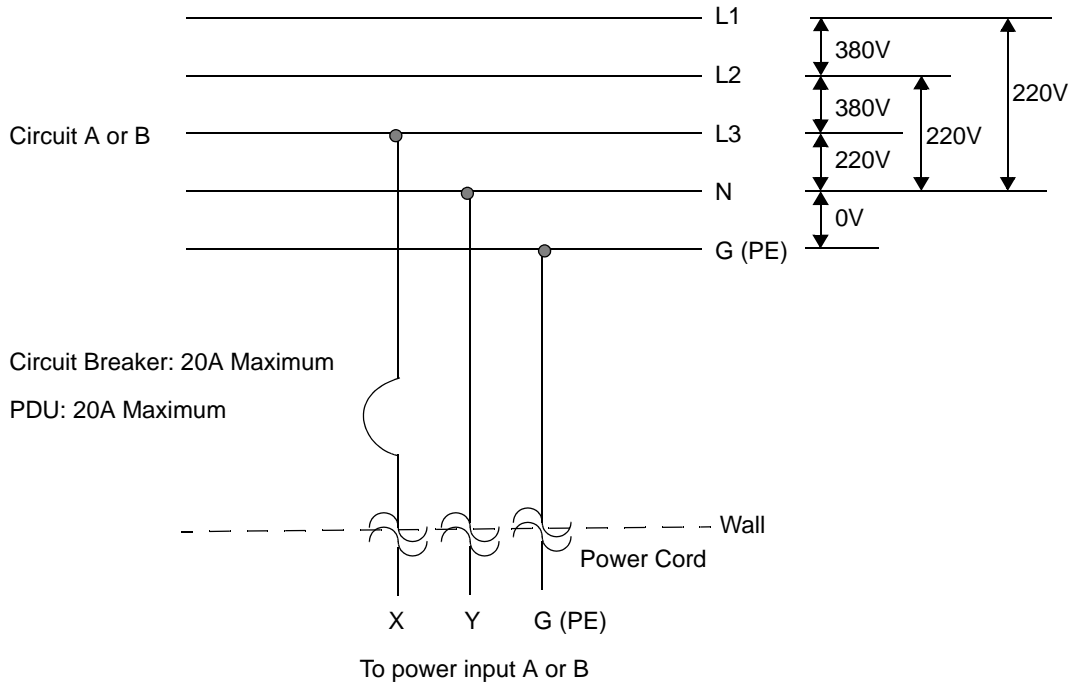 L1
380V
L2
220V
Circuit A or B
380V
L3
220V
220V
N
0V
G (PE)
Circuit Breaker: 20A Maximum
PDU: 20A Maximum
Wall
Power Cord
X Y G (PE)
To power input A or B